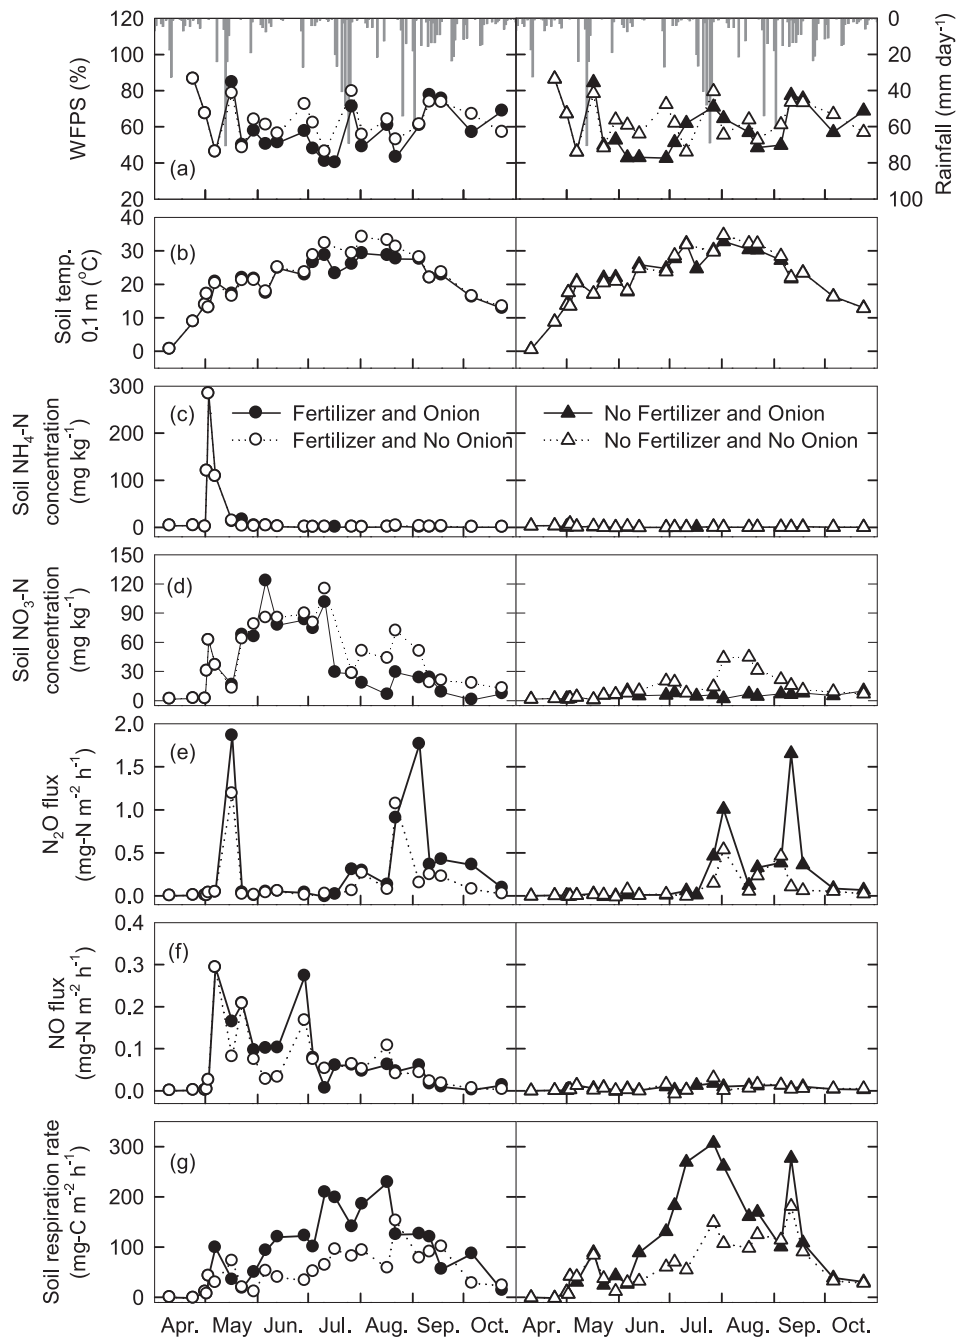 120
100
80
60
40
20
WFPS (%)
(a)
0
20
40
60
80
100
Rainfall (mm day⁻¹)
40
30
20
10
0
Soil temp.
0.1 m (°C)
(b)
300
200
100
0
Soil NH₄-N
concentration
(mg kg⁻¹)
(c)
Fertilizer and Onion
Fertilizer and No Onion
No Fertilizer and Onion
No Fertilizer and No Onion
150
120
90
60
30
0
Soil NO₃-N
concentration
(mg kg⁻¹)
(d)
2.0
1.5
1.0
0.5
0.0
N₂O flux
(mg-N m⁻² h⁻¹)
(e)
0.4
0.3
0.2
0.1
0.0
NO flux
(mg-N m⁻² h⁻¹)
(f)
300
200
100
0
Soil respiration rate
(mg-C m⁻² h⁻¹)
(g)
Apr. May Jun. Jul. Aug. Sep. Oct. Apr. May Jun. Jul. Aug. Sep. Oct.